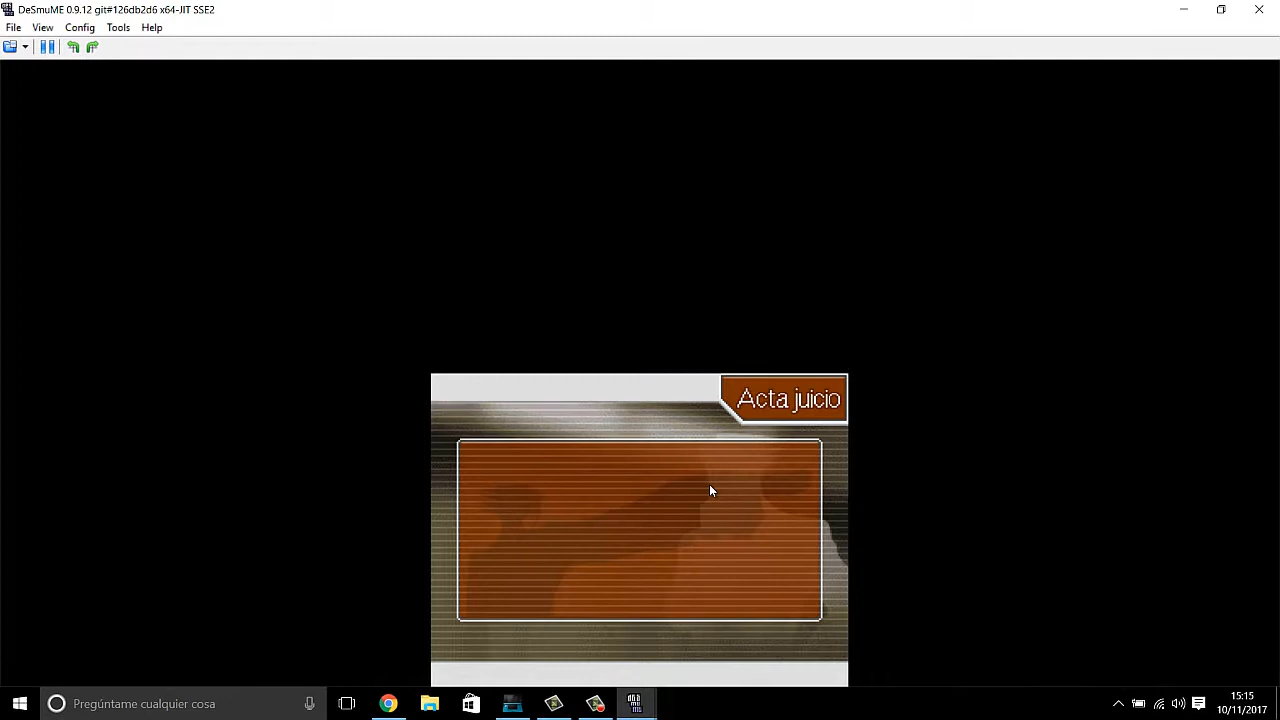 DeSmuME 0.9.12 git#126db2d6 x64-JIT SSE2
File View Config Tools Help
Acta juicio
Pregúntame cualquier cosa
15:15
10/11/2017